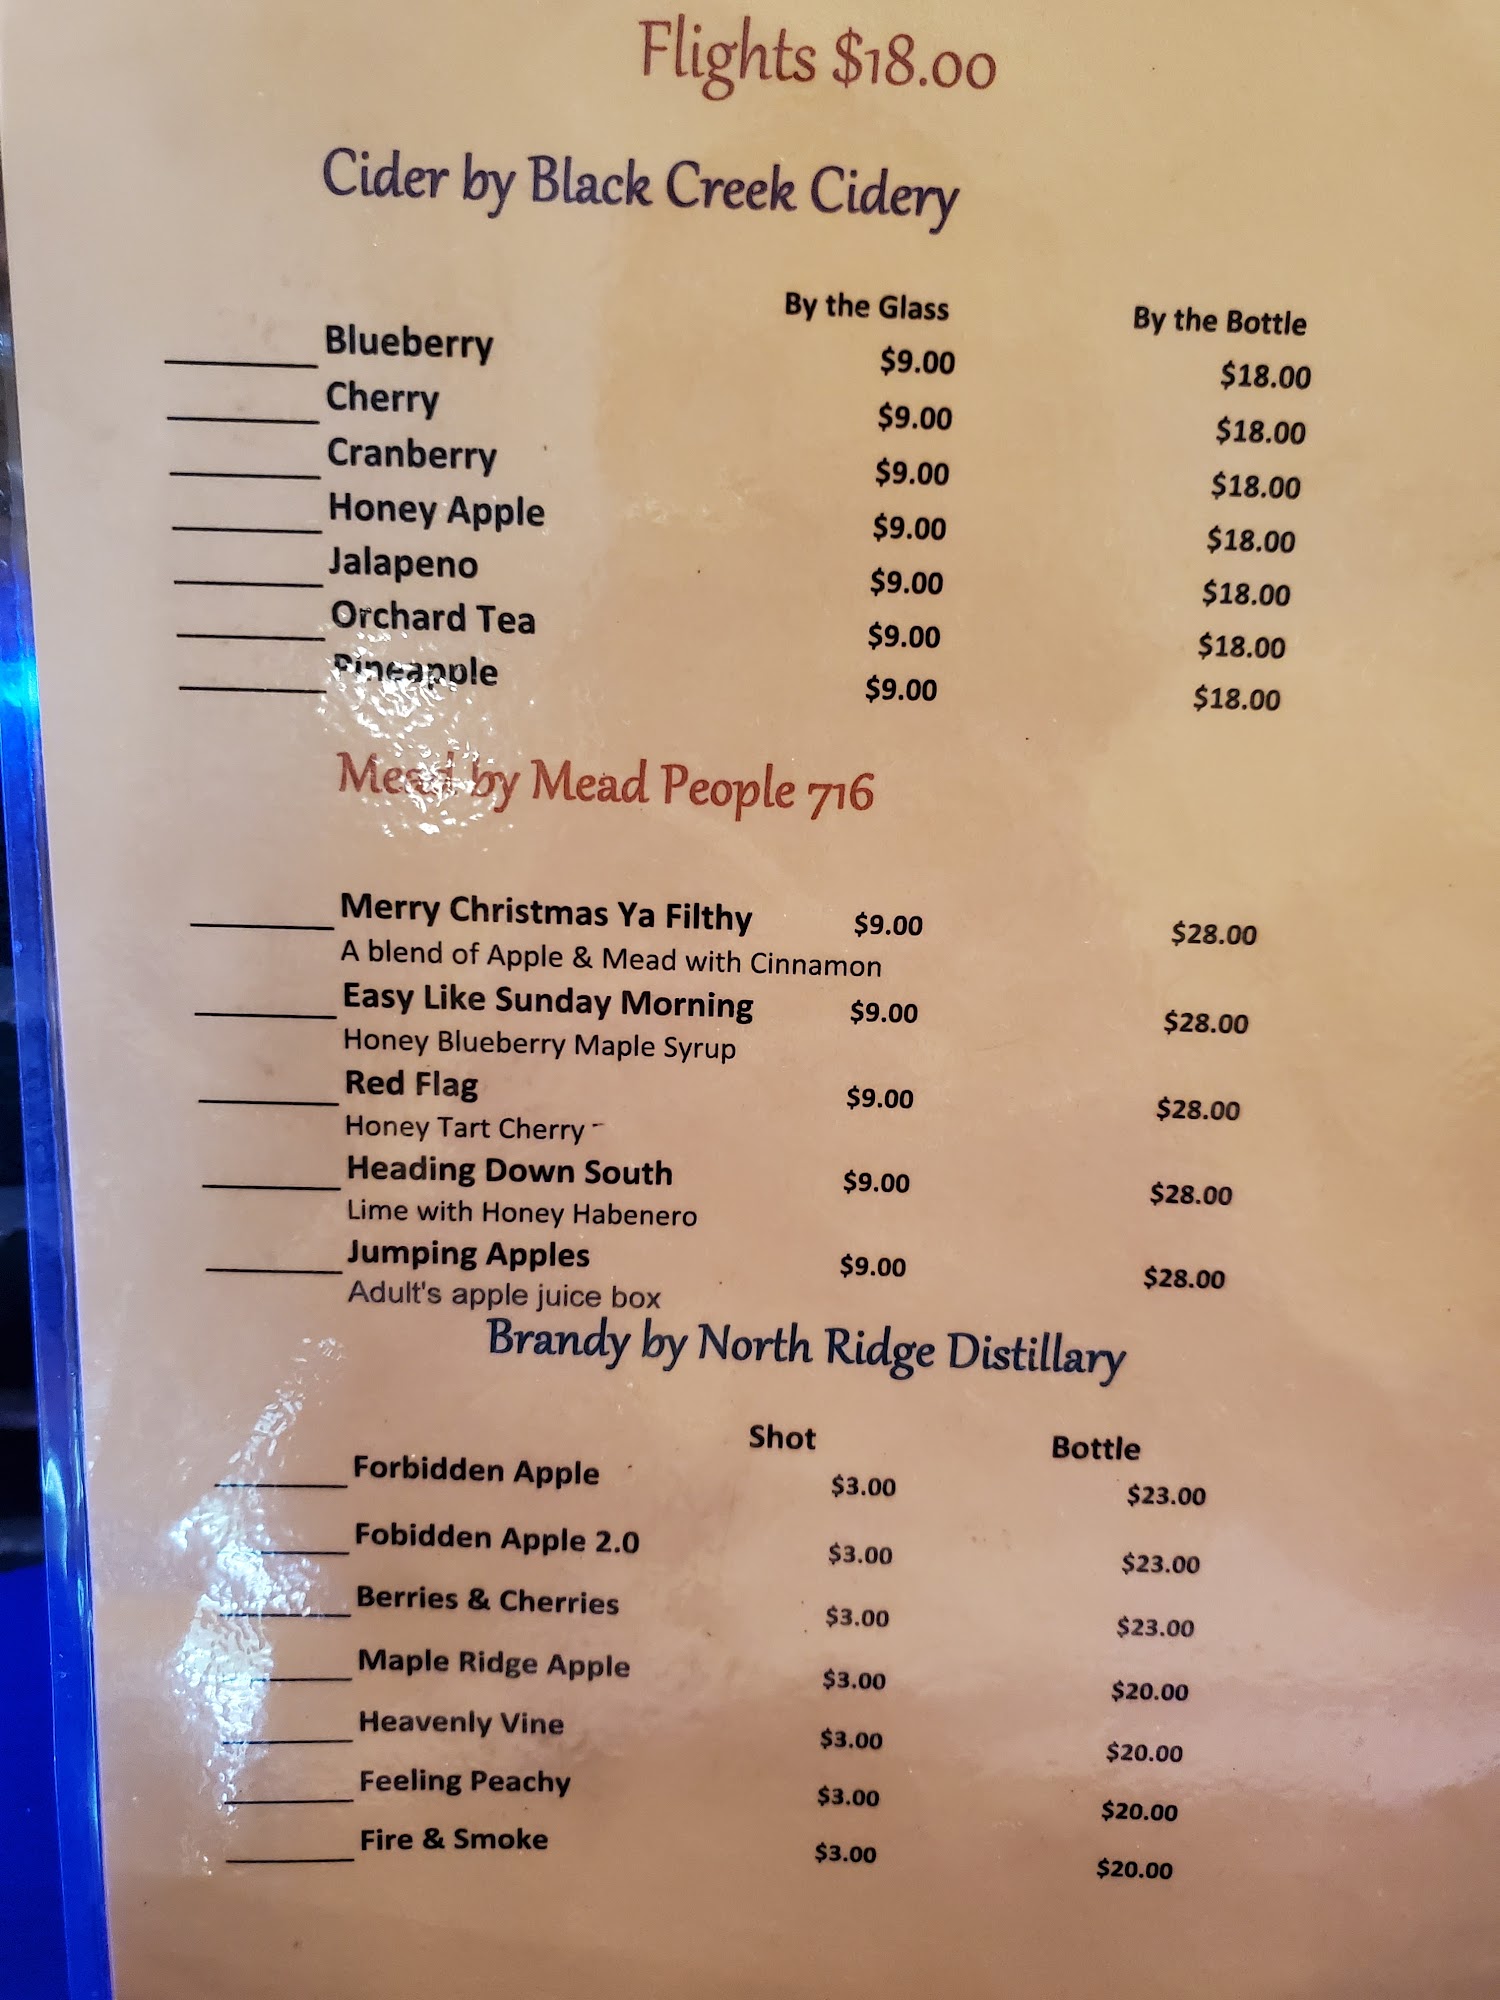 Flights $18.00
Cider by Black Creek Cidery
By the Glass By the Bottle
Blueberry $9.00 $18.00
Cherry $9.00 $18.00
Cranberry $9.00 $18.00
Honey Apple $9.00 $18.00
Jalapeno $9.00 $18.00
Orchard Tea $9.00 $18.00
Pineapple $9.00 $18.00
Mead by Mead People 716
Merry Christmas Ya Filthy $9.00 $28.00
A blend of Apple & Mead with Cinnamon
Easy Like Sunday Morning $9.00 $28.00
Honey Blueberry Maple Syrup
Red Flag $9.00 $28.00
Honey Tart Cherry
Heading Down South $9.00 $28.00
Lime with Honey Habenero
Jumping Apples $9.00 $28.00
Adult's apple juice box
Brandy by North Ridge Distillary
Shot Bottle
Forbidden Apple $3.00 $23.00
Fobidden Apple 2.0 $3.00 $23.00
Berries & Cherries $3.00 $23.00
Maple Ridge Apple $3.00 $20.00
Heavenly Vine $3.00 $20.00
Feeling Peachy $3.00 $20.00
Fire & Smoke $3.00 $20.00